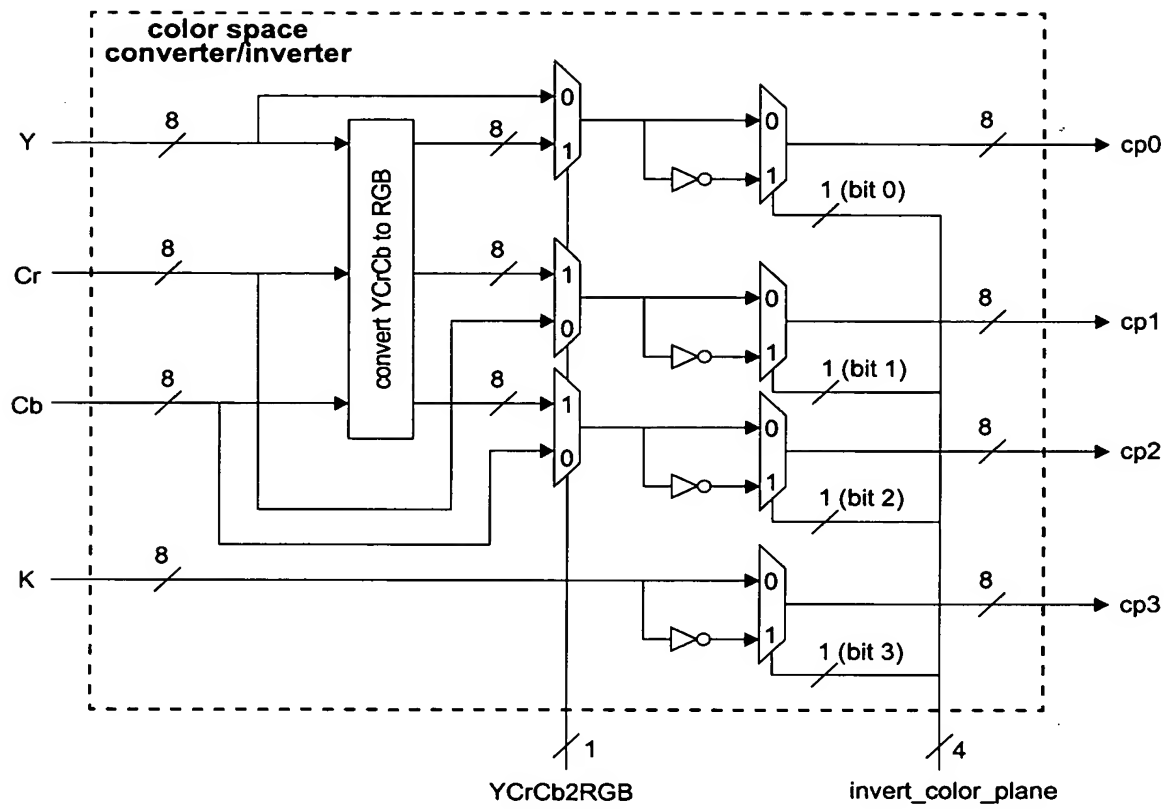 color space
converter/inverter
Y
8
8
0
1
0
1
8
cp0
1 (bit 0)
convert YCrCb to RGB
Cr
8
8
1
0
0
1
8
cp1
1 (bit 1)
Cb
8
8
1
0
0
1
8
cp2
1 (bit 2)
K
8
0
1
8
cp3
1 (bit 3)
1
4
YCrCb2RGB
invert_color_plane